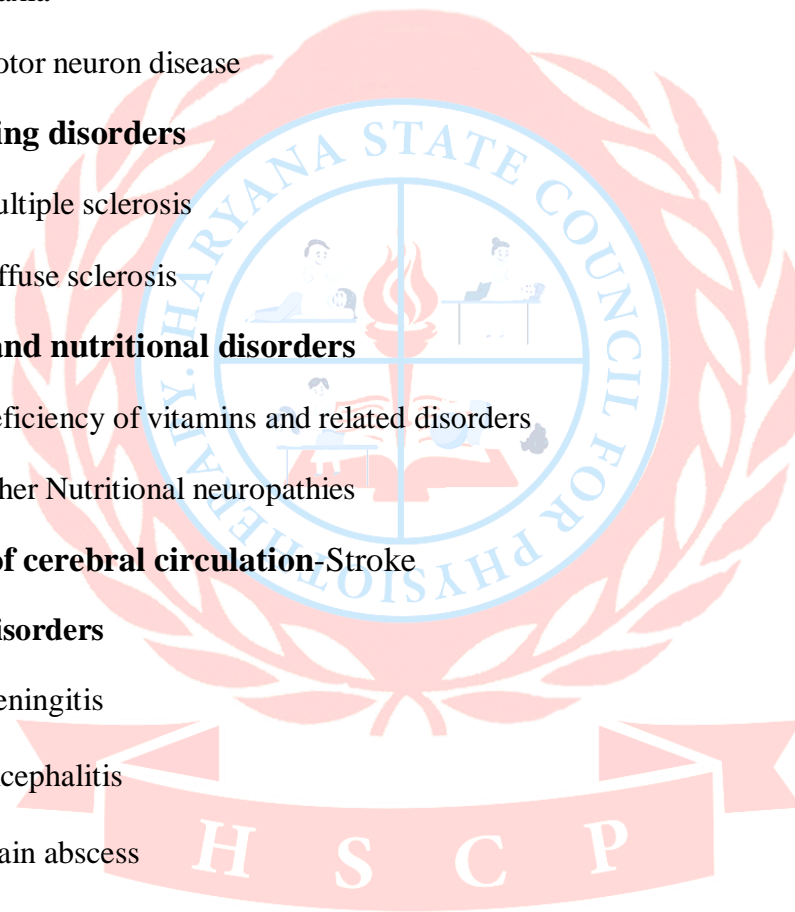 otor neuron disease
ing disorders
ultiple sclerosis
ffuse sclerosis
and nutritional disorders
eficiency of vitamins and related disorders
her Nutritional neuropathies
of cerebral circulation-Stroke
isorders
eningitis
cephalitis
ain abscess
HARYANA STATE COUNCIL FOR PHYSIOTHERAPY.
H S C P